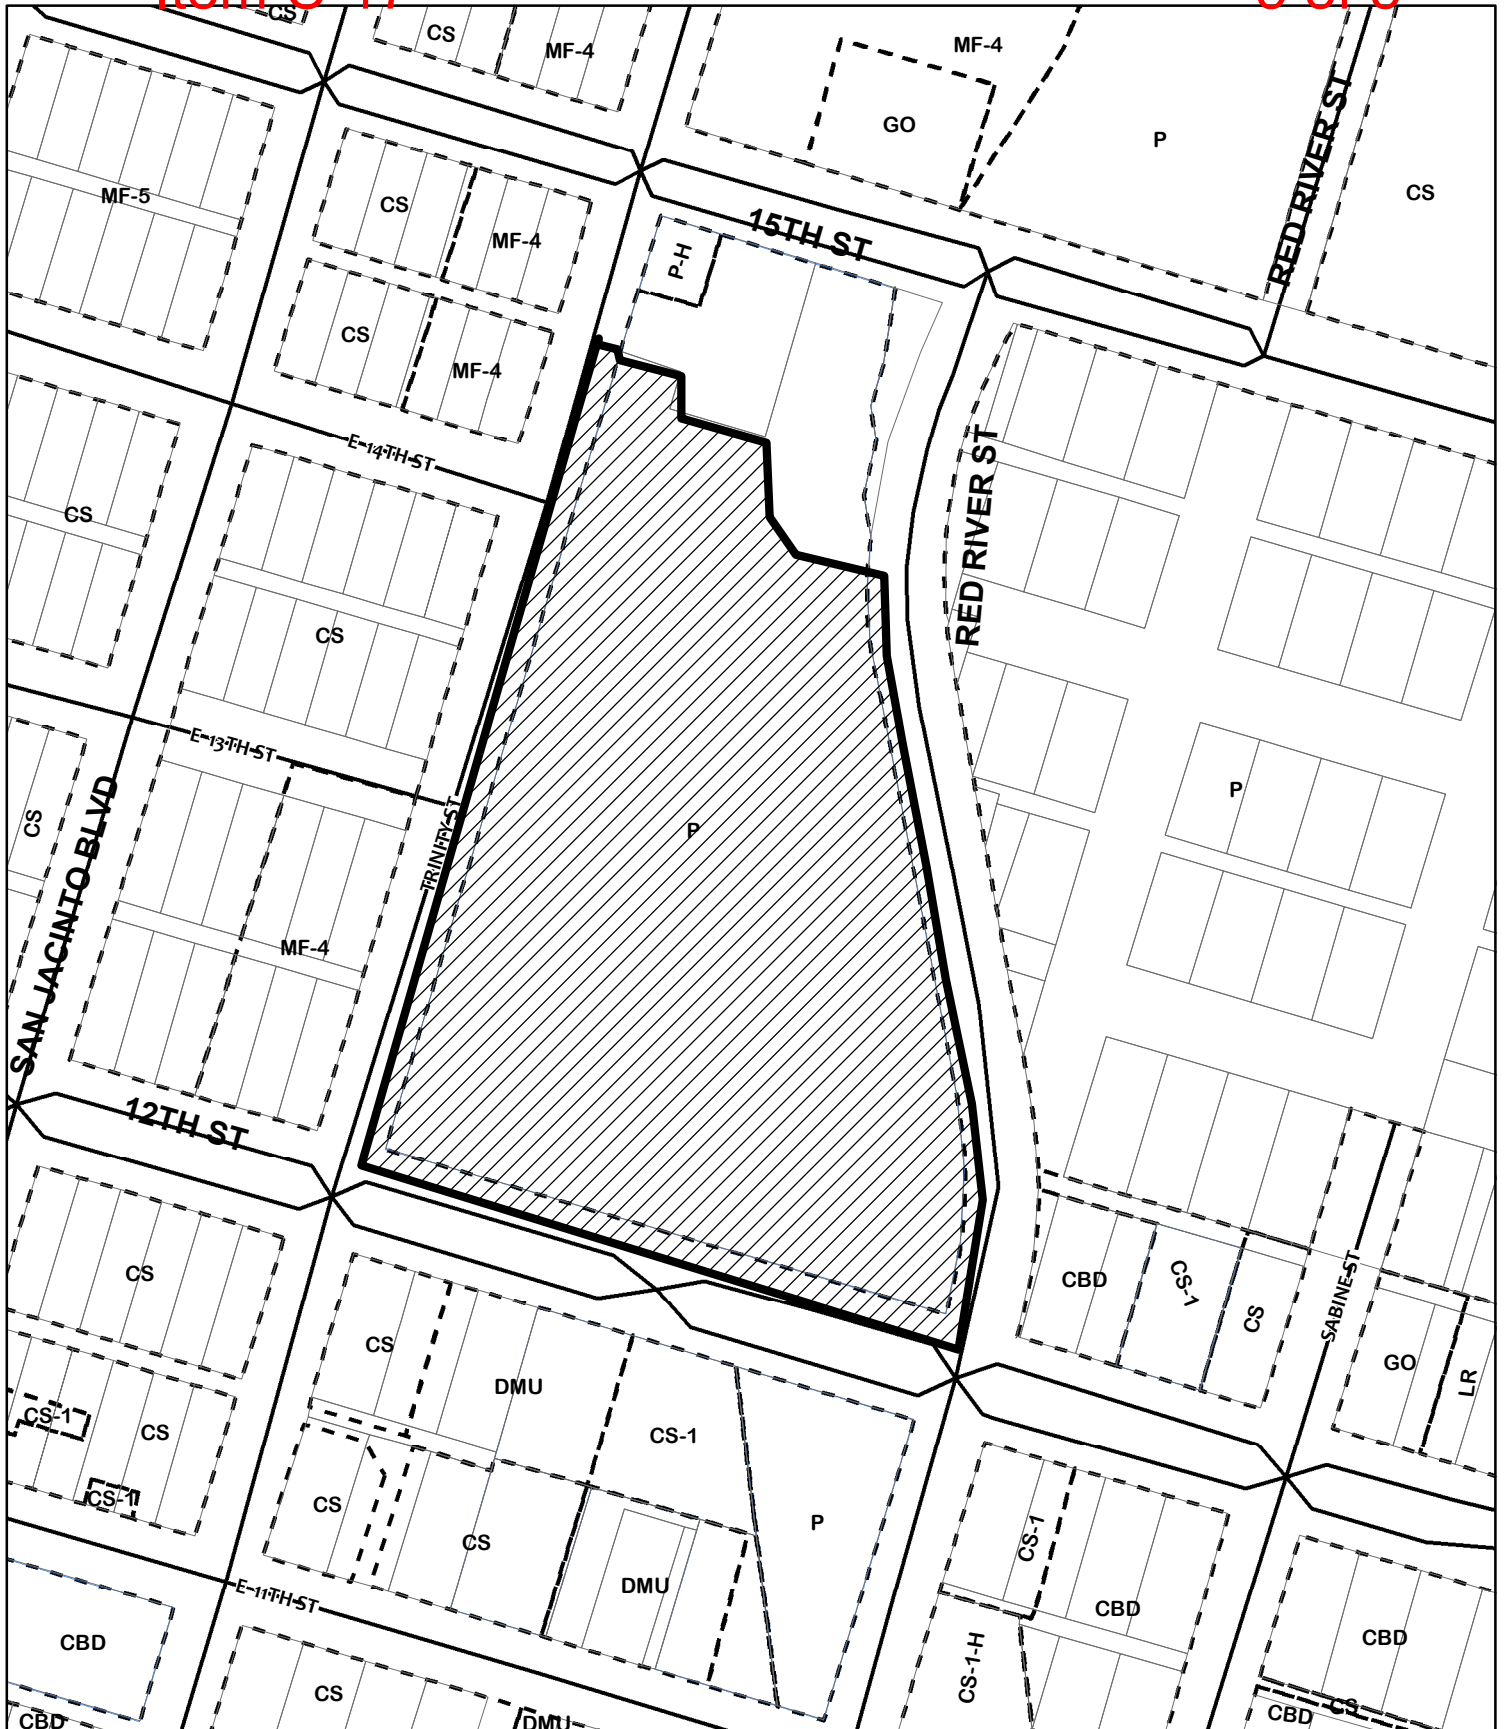 Item C-17
CS
CS
MF-4
MF-4
GO
P
RED RIVER ST
CS
MF-5
CS
MF-4
P-H
15TH ST
CS
MF-4
E 14TH ST
CS
CS
RED RIVER ST
E 13TH ST
CS
SAN JACINTO BLVD
TRINITY ST
P
P
MF-4
12TH ST
CS
CS
DMU
CS-1
CBD
CS-1
CS
SABINE ST
GO
LR
CS-1
CS
CS-1
CS
CS
DMU
P
CS-1
CBD
CBD
E 11TH ST
CBD
CS
CS-1-H
CBD
DMU
CBD
CS